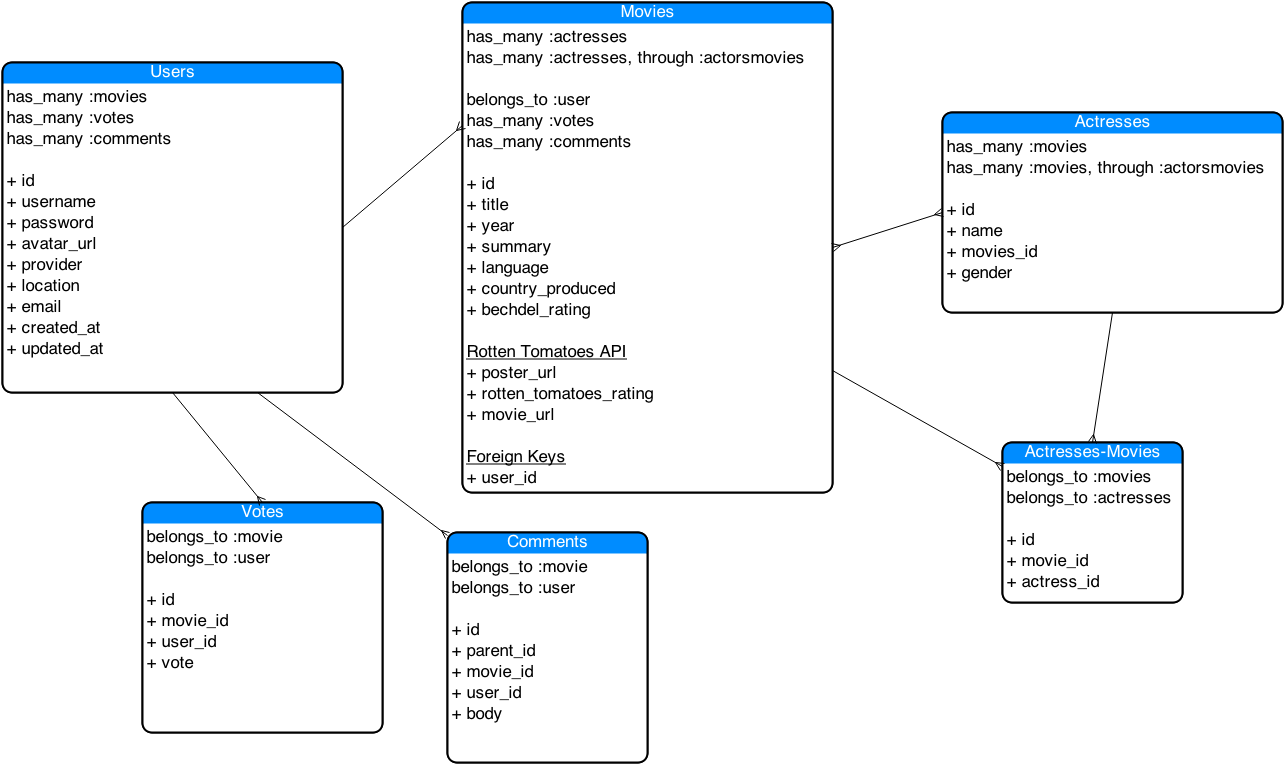 Users
has_many :movies
has_many :votes
has_many :comments
+ id
+ username
+ password
+ avatar_url
+ provider
+ location
+ email
+ created_at
+ updated_at
Movies
has_many :actresses
has_many :actresses, through :actorsmovies
belongs_to :user
has_many :votes
has_many :comments
+ id
+ title
+ year
+ summary
+ language
+ country_produced
+ bechdel_rating
Rotten Tomatoes API
+ poster_url
+ rotten_tomatoes_rating
+ movie_url
Foreign Keys
+ user_id
Actresses
has_many :movies
has_many :movies, through :actorsmovies
+ id
+ name
+ movies_id
+ gender
Votes
belongs_to :movie
belongs_to :user
+ id
+ movie_id
+ user_id
+ vote
Comments
belongs_to :movie
belongs_to :user
+ id
+ parent_id
+ movie_id
+ user_id
+ body
Actresses-Movies
belongs_to :movies
belongs_to :actresses
+ id
+ movie_id
+ actress_id